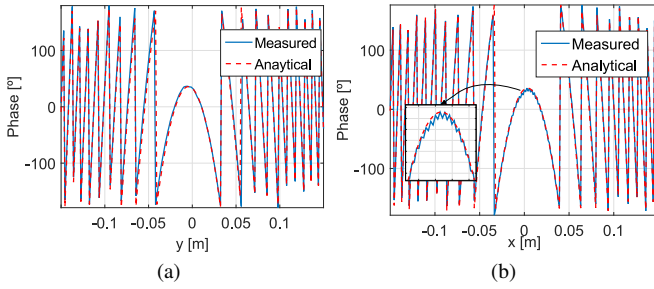 Phase [º]
100
0
-100
-0.1
-0.05
0
0.05
0.1
y [m]
Measured
Anaytical
(a)
Phase [º]
100
0
-100
-0.1
-0.05
0
0.05
0.1
x [m]
Measured
Analytical
(b)